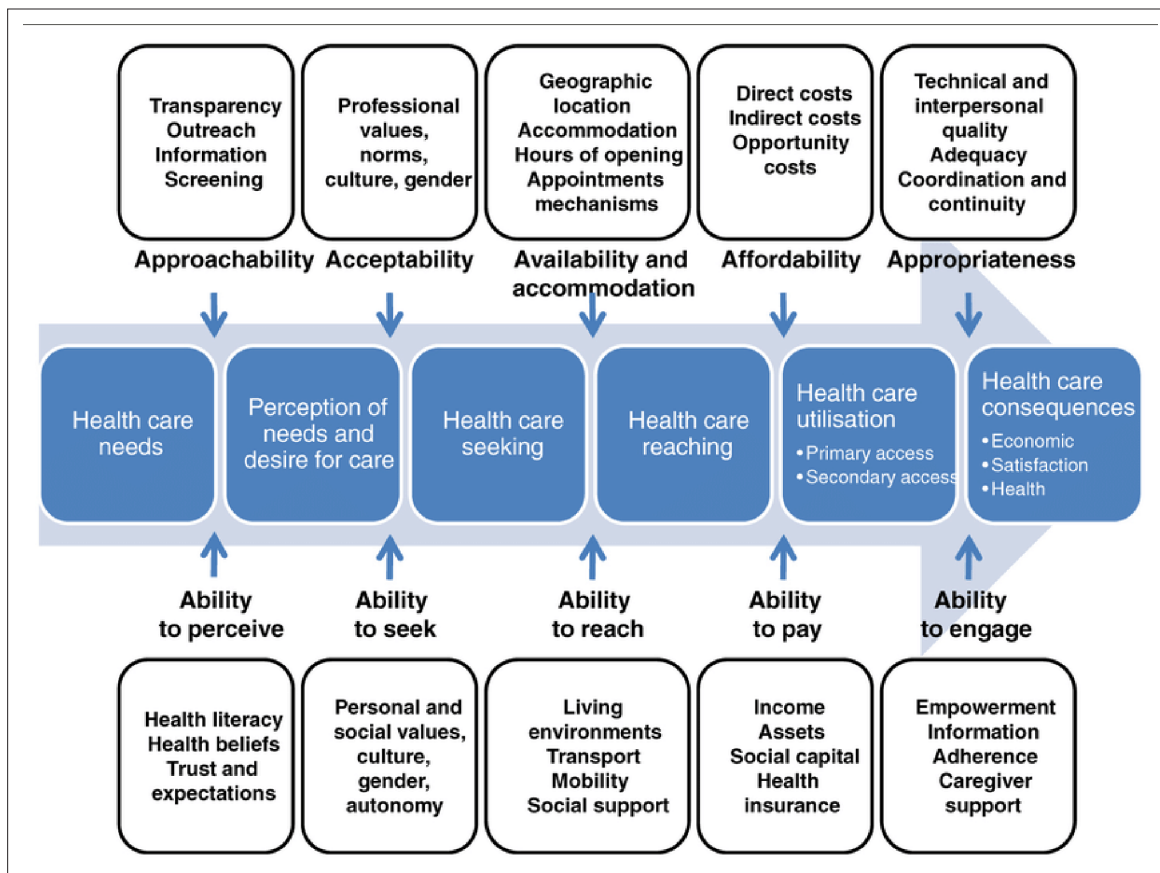 Transparency
Outreach
Information
Screening
Professional
values,
norms,
culture, gender
Geographic
location
Accommodation
Hours of opening
Appointments
mechanisms
Direct costs
Indirect costs
Opportunity
costs
Technical and
interpersonal
quality
Adequacy
Coordination and
continuity
Approachability
Acceptability
Availability and
accommodation
Affordability
Appropriateness
Health care
needs
Perception of
needs and
desire for care
Health care
seeking
Health care
reaching
Health care
utilisation
• Primary access
• Secondary access
Health care
consequences
• Economic
• Satisfaction
• Health
Ability
to perceive
Ability
to seek
Ability
to reach
Ability
to pay
Ability
to engage
Health literacy
Health beliefs
Trust and
expectations
Personal and
social values,
culture,
gender,
autonomy
Living
environments
Transport
Mobility
Social support
Income
Assets
Social capital
Health
insurance
Empowerment
Information
Adherence
Caregiver
support